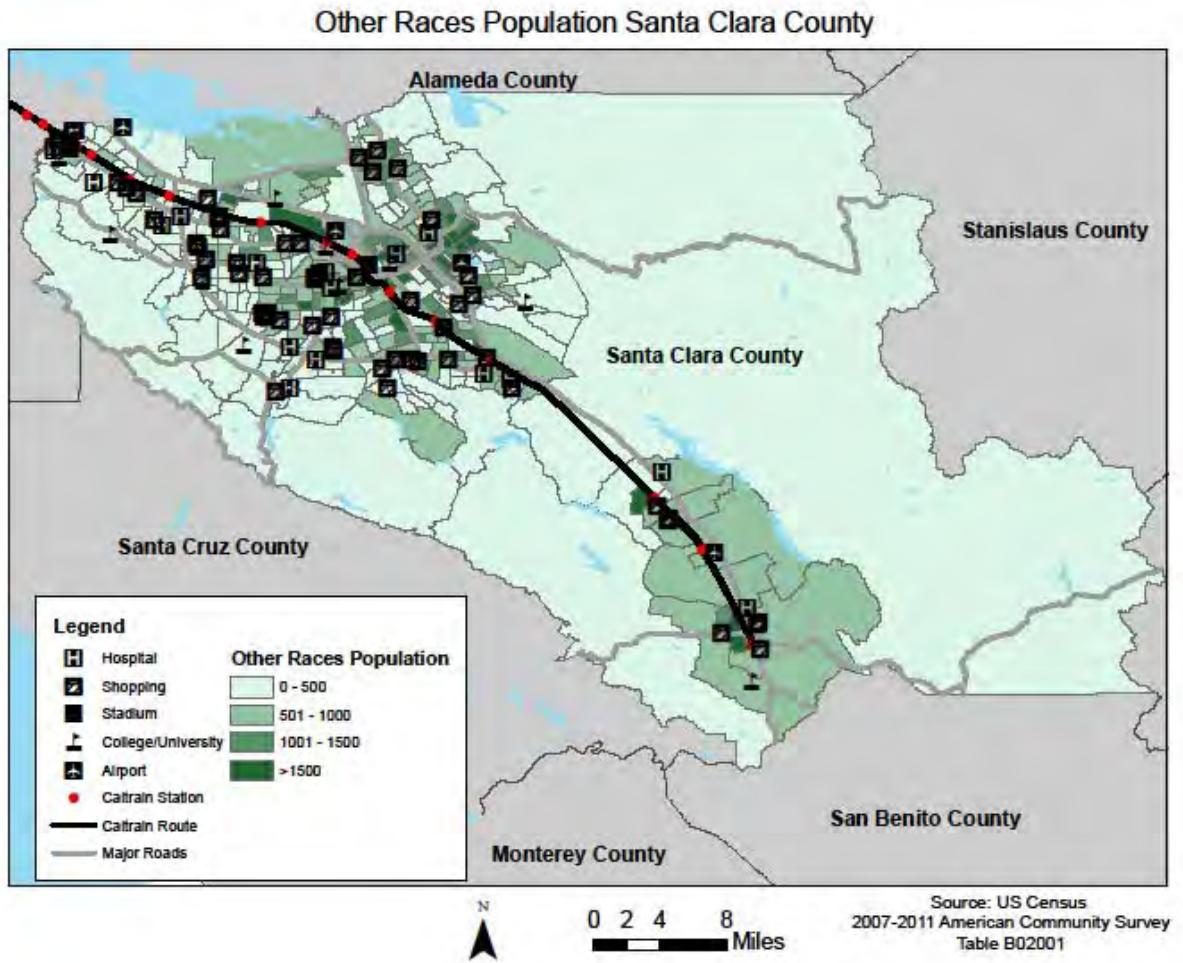 Other Races Population Santa Clara County
Alameda County
Stanislaus County
Santa Clara County
Santa Cruz County
Legend
Hospital
Shopping
Stadium
College/University
Airport
Caltrain Station
Caltrain Route
Major Roads
Other Races Population
0 - 500
501 - 1000
1001 - 1500
>1500
San Benito County
Monterey County
N
0 2 4 8
Miles
Source: US Census
2007-2011 American Community Survey
Table B02001